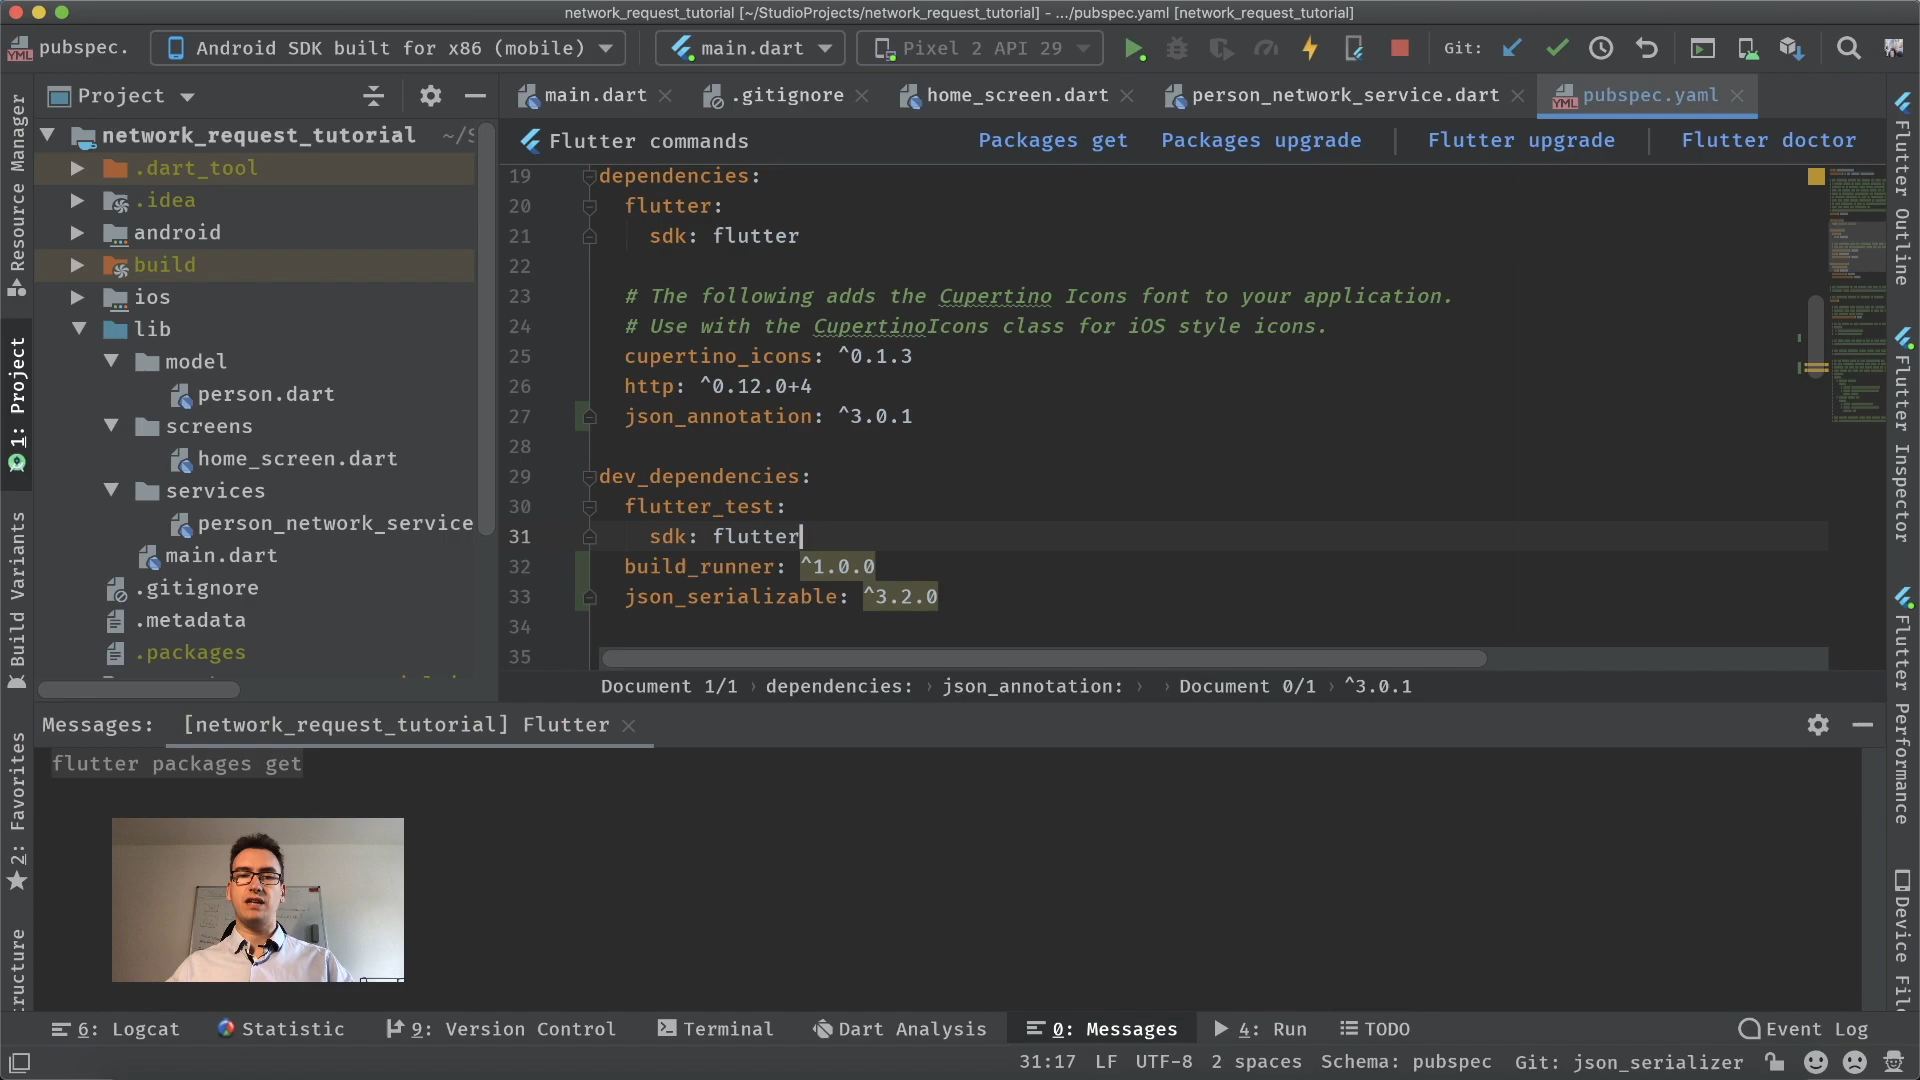 network_request_tutorial [~/StudioProjects/network_request_tutorial] - .../pubspec.yaml [network_request_tutorial]
pubspec.
Android SDK built for x86 (mobile)
main.dart
Pixel 2 API 29
Git:
Project
main.dart
.gitignore
home_screen.dart
person_network_service.dart
pubspec.yaml
Flutter commands
Packages get
Packages upgrade
Flutter upgrade
Flutter doctor
network_request_tutorial
.dart_tool
.idea
android
build
ios
lib
model
person.dart
screens
home_screen.dart
services
person_network_service
main.dart
.gitignore
.metadata
.packages
19 dependencies:
20 flutter:
21 sdk: flutter
22
23 # The following adds the Cupertino Icons font to your application.
24 # Use with the CupertinoIcons class for iOS style icons.
25 cupertino_icons: ^0.1.3
26 http: ^0.12.0+4
27 json_annotation: ^3.0.1
28
29 dev_dependencies:
30 flutter_test:
31 sdk: flutter
32 build_runner: ^1.0.0
33 json_serializable: ^3.2.0
34
35
Document 1/1 › dependencies: › json_annotation: › › Document 0/1 › ^3.0.1
Messages: [network_request_tutorial] Flutter
flutter packages get
Resource Manager
1: Project
Build Variants
2: Favorites
Flutter Outline
Flutter Inspector
Flutter Performance
6: Logcat
Statistic
9: Version Control
Terminal
Dart Analysis
0: Messages
4: Run
TODO
Event Log
31:17 LF UTF-8 2 spaces Schema: pubspec Git: json_serializer